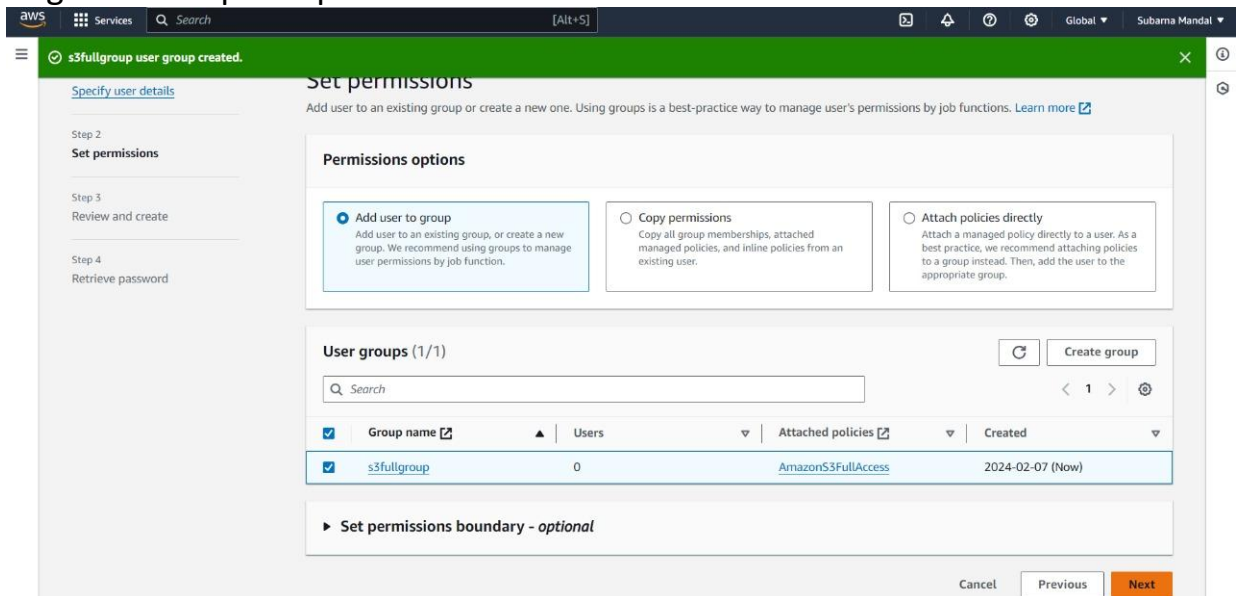 aws
Services
Search
[Alt+S]
Global
Subarna Mandal
s3fullgroup user group created.
Specify user details
Step 2
Set permissions
Step 3
Review and create
Step 4
Retrieve password
Set permissions
Add user to an existing group or create a new one. Using groups is a best-practice way to manage user's permissions by job functions. Learn more
Permissions options
Add user to group
Add user to an existing group, or create a new
group. We recommend using groups to manage
user permissions by job function.
Copy permissions
Copy all group memberships, attached
managed policies, and inline policies from an
existing user.
Attach policies directly
Attach a managed policy directly to a user. As a
best practice, we recommend attaching policies
to a group instead. Then, add the user to the
appropriate group.
User groups (1/1)
Create group
Search
1
Group name
Users
Attached policies
Created
s3fullgroup
0
AmazonS3FullAccess
2024-02-07 (Now)
Set permissions boundary - optional
Cancel
Previous
Next